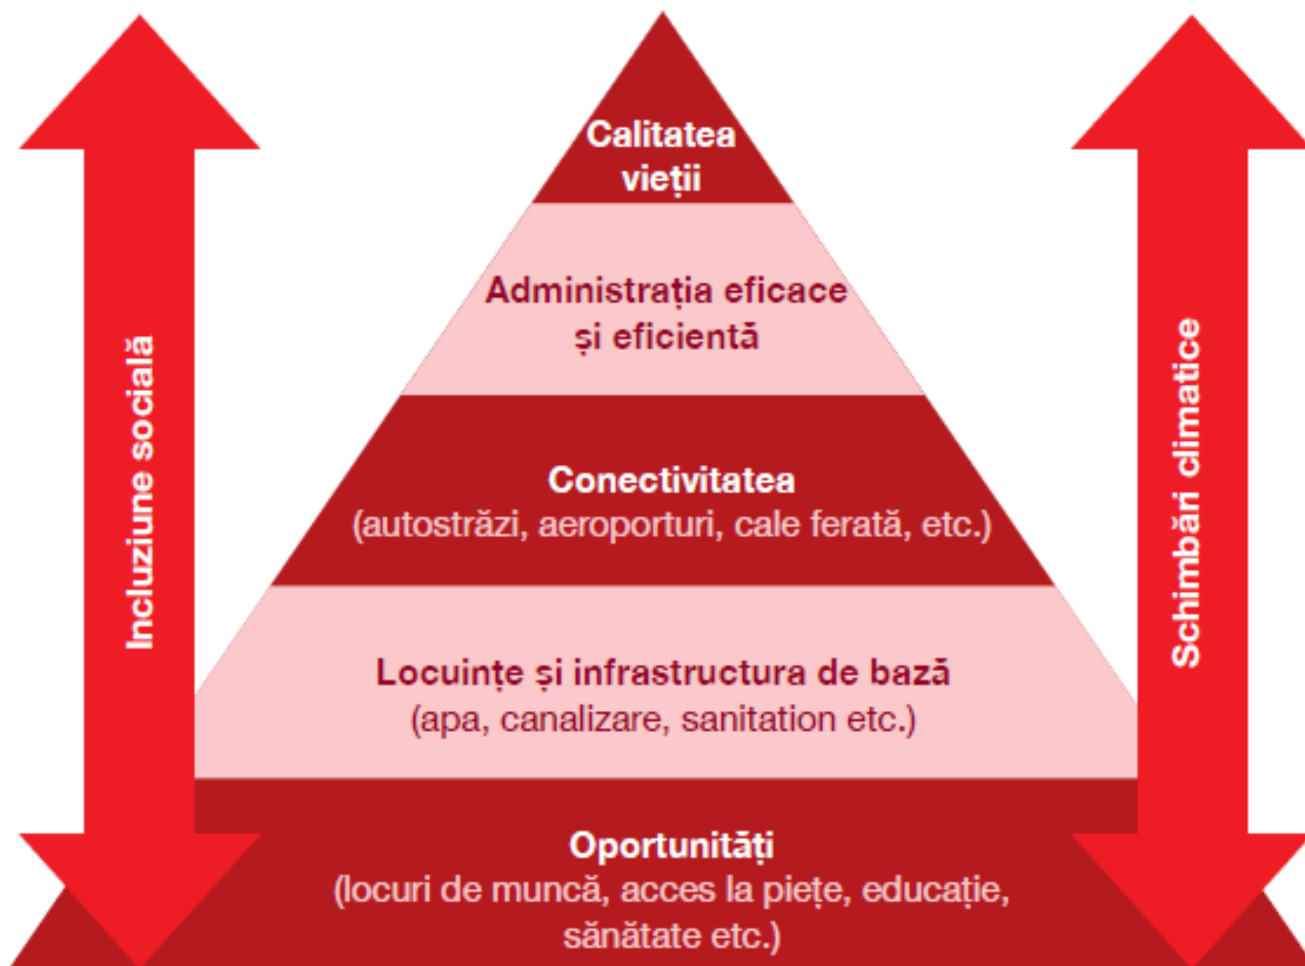 Calitatea
vieții
Administrația eficace
și eficientă
Conectivitatea
(autostrăzi, aeroporturi, cale ferată, etc.)
Locuințe și infrastructura de bază
(apa, canalizare, sanitation etc.)
Oportunități
(locuri de muncă, acces la piețe, educație,
sănătate etc.)
Incluziune socială
Schimbări climatice